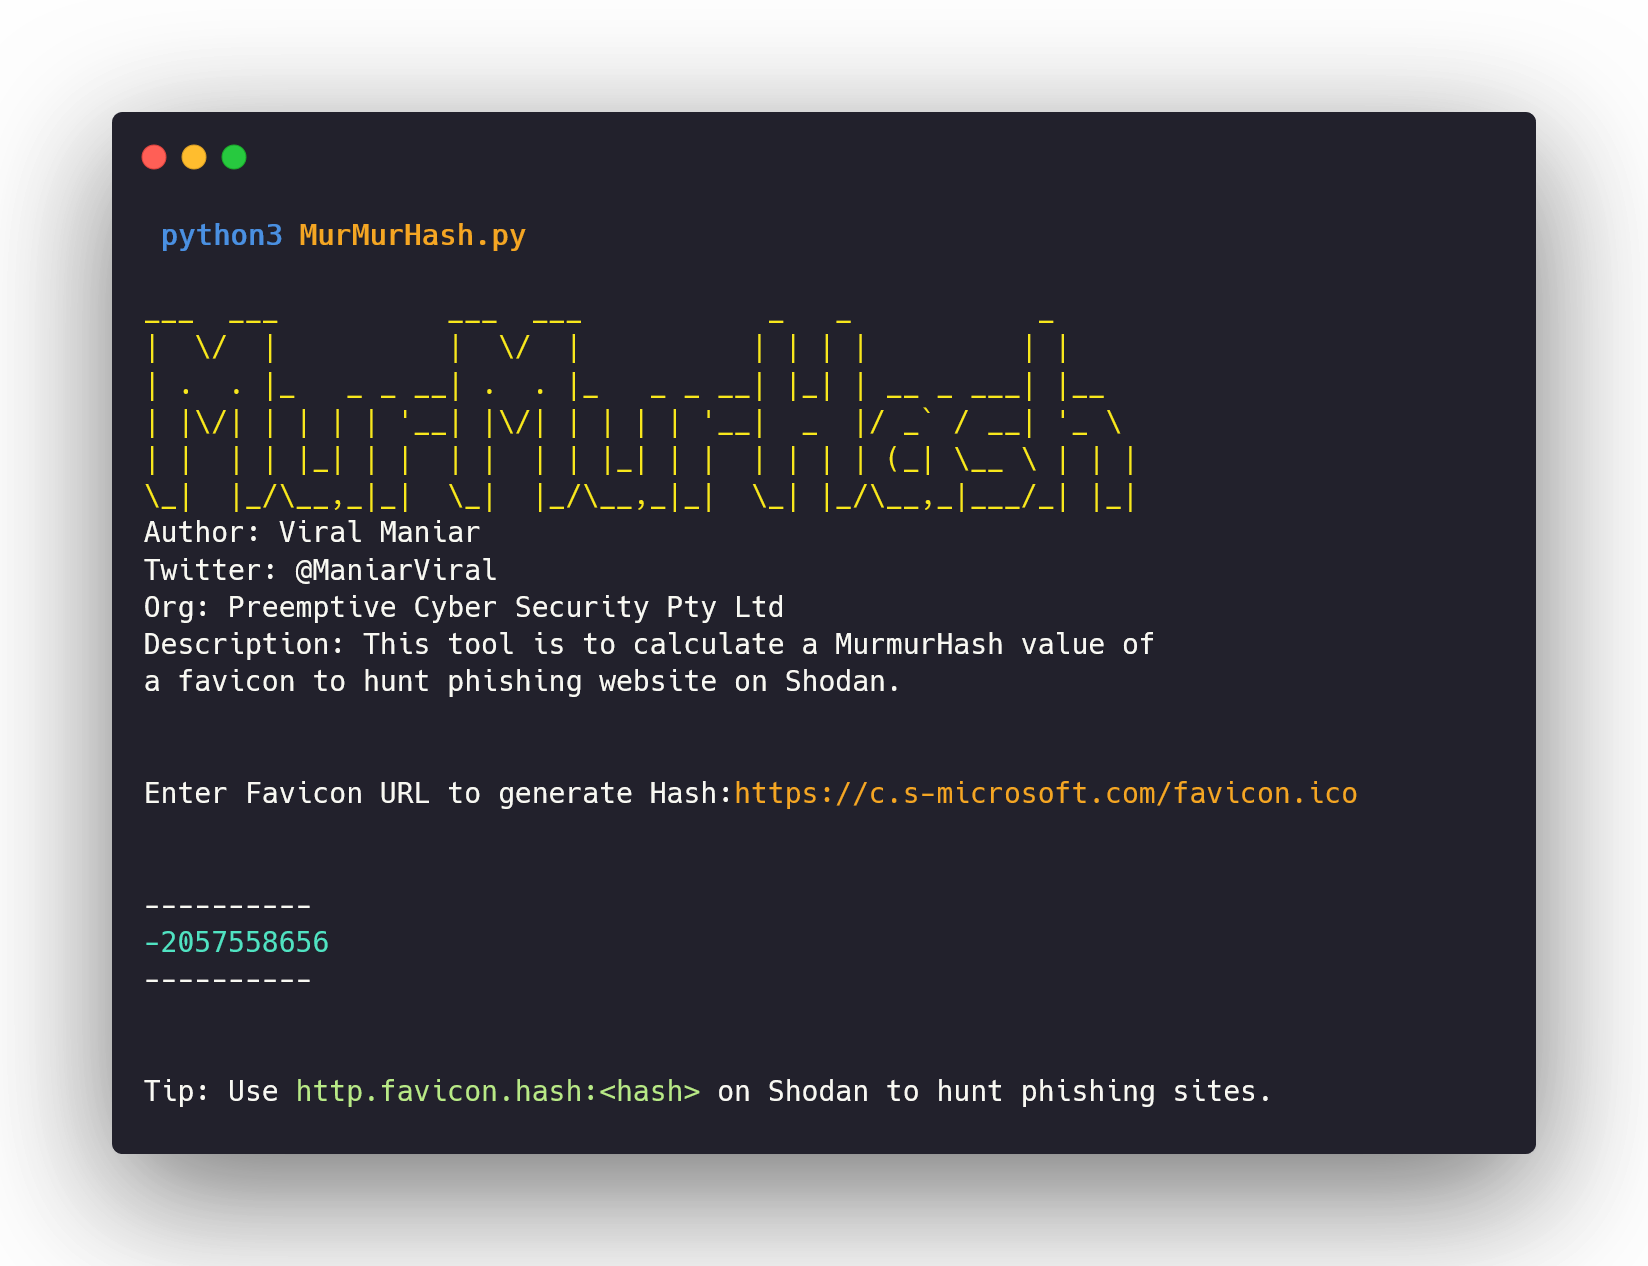 python3 MurMurHash.py
___  ___          ___  ___           _   _           _
|  \/  |          |  \/  |          | | | |         | |
| .  . |_   _ _ __| .  . |_   _ _ __| |_| | __ _ ___| |__
| |\/| | | | | '__| |\/| | | | | '__|  _  |/ _` / __| '_ \
| |  | | |_| | |  | |  | | |_| | |  | | | | (_| \__ \ | | |
\_|  |_/\__,_|_|  \_|  |_/\__,_|_|  \_| |_/\__,_|___/_| |_|
Author: Viral Maniar
Twitter: @ManiarViral
Org: Preemptive Cyber Security Pty Ltd
Description: This tool is to calculate a MurmurHash value of
a favicon to hunt phishing website on Shodan.
Enter Favicon URL to generate Hash:https://c.s-microsoft.com/favicon.ico
----------
-2057558656
----------
Tip: Use http.favicon.hash:<hash> on Shodan to hunt phishing sites.